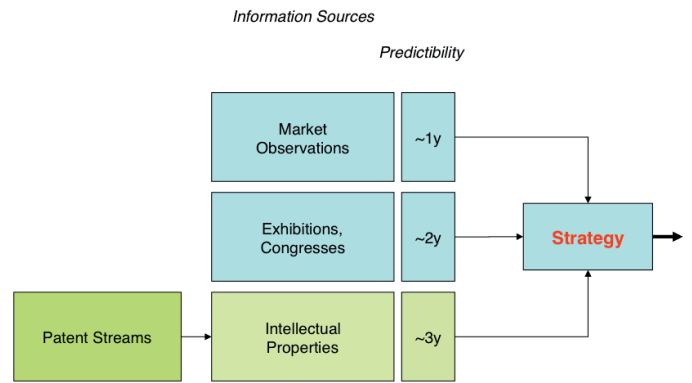 Information Sources
Predictibility
Market
Observations
~1y
Exhibitions,
Congresses
~2y
Strategy
Patent Streams
Intellectual
Properties
~3y